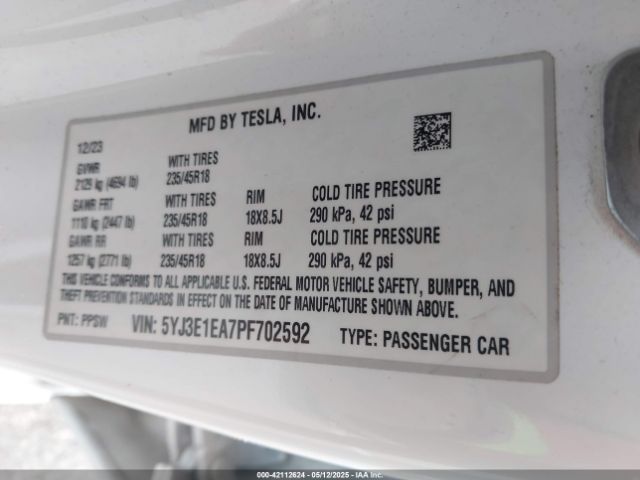 MFD BY TESLA, INC.
12/23
GVWR WITH TIRES
2129 kg (4694 lb) 235/45R18
GAWR FRT WITH TIRES RIM COLD TIRE PRESSURE
1110 kg (2447 lb) 235/45R18 18X8.5J 290 kPa, 42 psi
GAWR RR WITH TIRES RIM COLD TIRE PRESSURE
1257 kg (2771 lb) 235/45R18 18X8.5J 290 kPa, 42 psi
THIS VEHICLE CONFORMS TO ALL APPLICABLE U.S. FEDERAL MOTOR VEHICLE SAFETY, BUMPER, AND
THEFT PREVENTION STANDARDS IN EFFECT ON THE DATE OF MANUFACTURE SHOWN ABOVE.
PNT: PPSW VIN: 5YJ3E1EA7PF702592 TYPE: PASSENGER CAR
000-42112624 - 05/12/2025 - IAA Inc.